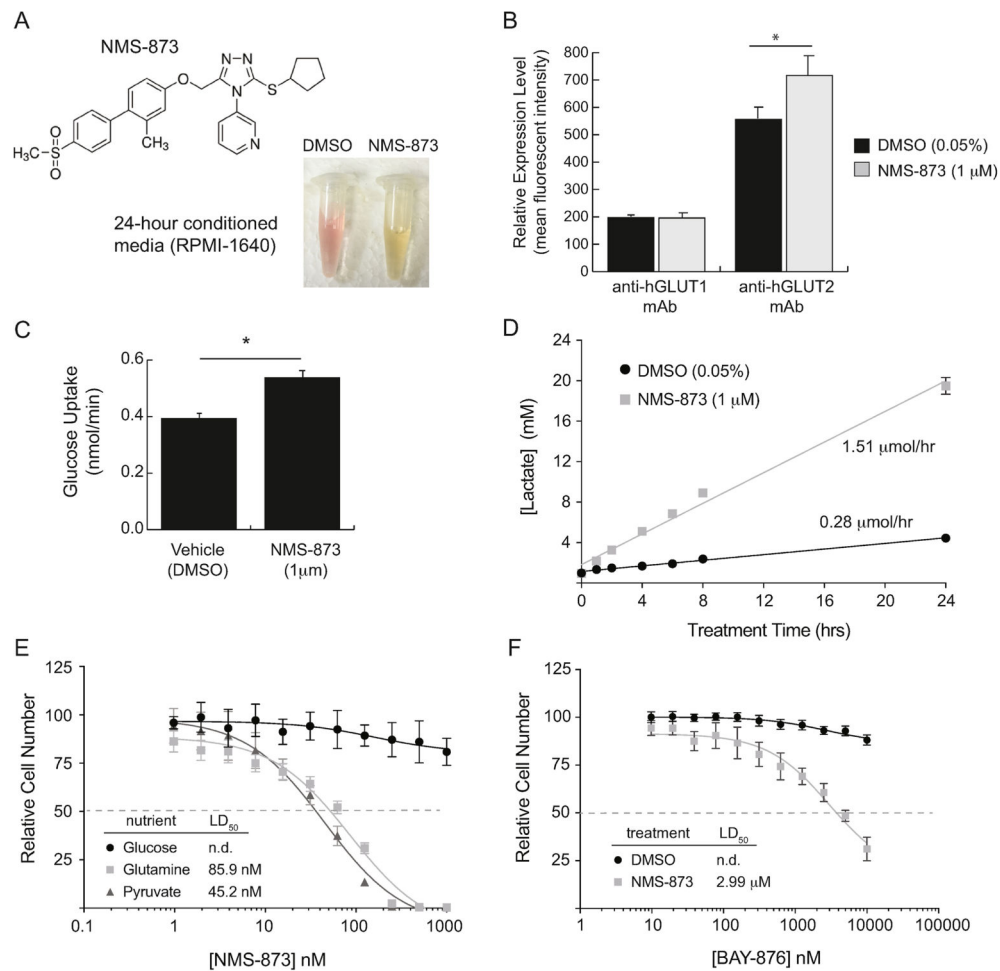 A
NMS-873
N N
O
N
S
N
CH₃
O
S
O
H₃C
DMSO NMS-873
24-hour conditioned
media (RPMI-1640)
B
Relative Expression Level
(mean fluorescent intensity)
800
700
600
500
400
300
200
100
0
*
anti-hGLUT1
mAb
anti-hGLUT2
mAb
DMSO (0.05%)
NMS-873 (1 μM)
C
Glucose Uptake
(nmol/min)
0.6
0.4
0.2
0.0
*
Vehicle
(DMSO)
NMS-873
(1μm)
D
[Lactate] (mM)
24
20
16
12
8
4
0
DMSO (0.05%)
NMS-873 (1 μM)
1.51 μmol/hr
0.28 μmol/hr
0 4 8 12 16 20 24
Treatment Time (hrs)
E
Relative Cell Number
125
100
75
50
25
0
nutrient LD₅₀
Glucose n.d.
Glutamine 85.9 nM
Pyruvate 45.2 nM
0.1 1 10 100 1000
[NMS-873] nM
F
Relative Cell Number
125
100
75
50
25
0
treatment LD₅₀
DMSO n.d.
NMS-873 2.99 μM
1 10 100 1000 10000 100000
[BAY-876] nM